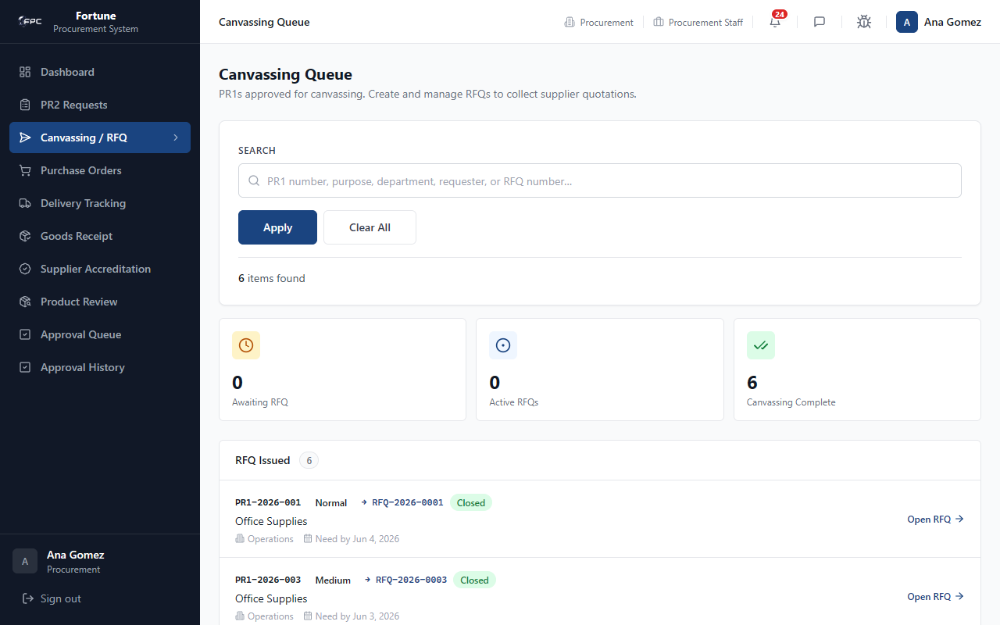 FPC
Fortune
Procurement System
Dashboard
PR2 Requests
Canvassing / RFQ
Purchase Orders
Delivery Tracking
Goods Receipt
Supplier Accreditation
Product Review
Approval Queue
Approval History
A
Ana Gomez
Procurement
Sign out
Canvassing Queue
Procurement
Procurement Staff
24
A
Ana Gomez
Canvassing Queue
PR1s approved for canvassing. Create and manage RFQs to collect supplier quotations.
SEARCH
PR1 number, purpose, department, requester, or RFQ number...
Apply
Clear All
6 items found
0
Awaiting RFQ
0
Active RFQs
6
Canvassing Complete
RFQ Issued 6
PR1-2026-001 Normal → RFQ-2026-0001 Closed
Office Supplies
Operations Need by Jun 4, 2026
Open RFQ →
PR1-2026-003 Medium → RFQ-2026-0003 Closed
Office Supplies
Operations Need by Jun 3, 2026
Open RFQ →